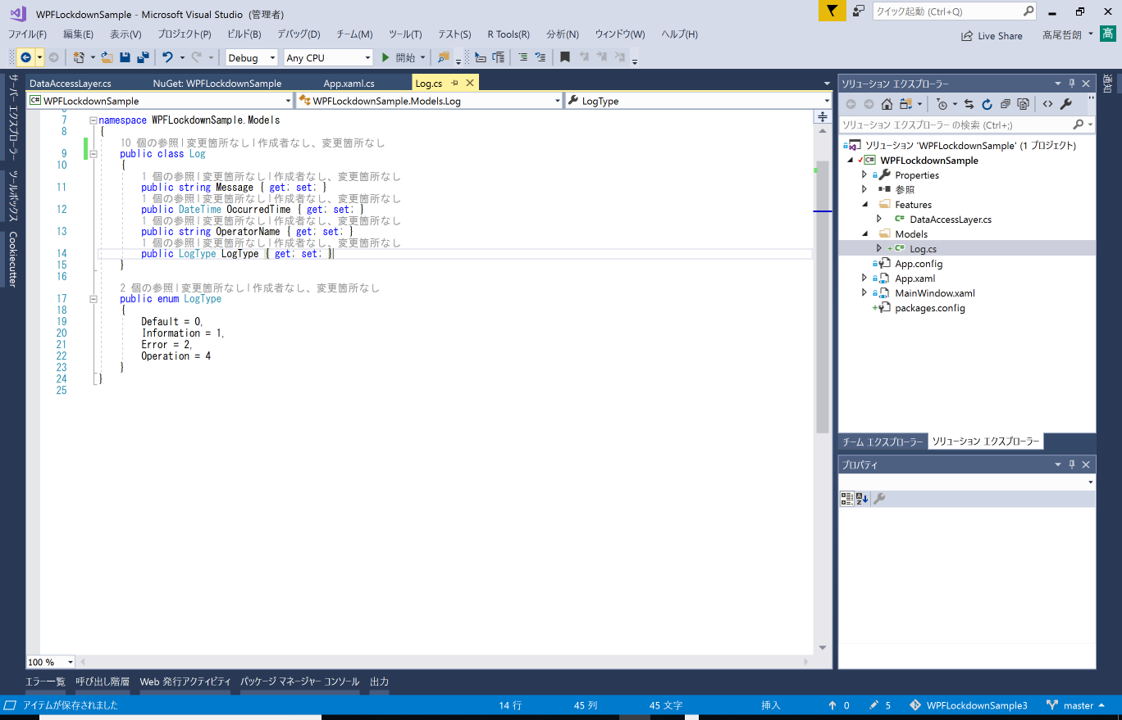 WPFLockdownSample - Microsoft Visual Studio (管理者)
クイック起動 (Ctrl+Q)
ファイル(F) 編集(E) 表示(V) プロジェクト(P) ビルド(B) デバッグ(D) チーム(M) ツール(T) テスト(S) R Tools(R) 分析(N) ウィンドウ(W) ヘルプ(H)
Live Share 高尾哲朗 高
Debug Any CPU 開始
サーバー エクスプローラー
ツールボックス
Cookiecutter
DataAccessLayer.cs NuGet: WPFLockdownSample App.xaml.cs Log.cs
WPFLockdownSample WPFLockdownSample.Models.Log LogType
7 namespace WPFLockdownSample.Models
8 {
10 個の参照 | 変更箇所なし | 作成者なし、変更箇所なし
9 public class Log
10 {
1 個の参照 | 変更箇所なし | 作成者なし、変更箇所なし
11 public string Message { get; set; }
1 個の参照 | 変更箇所なし | 作成者なし、変更箇所なし
12 public DateTime OccurredTime { get; set; }
1 個の参照 | 変更箇所なし | 作成者なし、変更箇所なし
13 public string OperatorName { get; set; }
1 個の参照 | 変更箇所なし | 作成者なし、変更箇所なし
14 public LogType LogType { get; set; }
15 }
16
2 個の参照 | 変更箇所なし | 作成者なし、変更箇所なし
17 public enum LogType
18 {
19 Default = 0,
20 Information = 1,
21 Error = 2,
22 Operation = 4
23 }
24 }
25
100 %
ソリューション エクスプローラー
ソリューション エクスプローラー の検索 (Ctrl+;)
ソリューション 'WPFLockdownSample' (1 プロジェクト)
WPFLockdownSample
Properties
参照
Features
DataAccessLayer.cs
Models
Log.cs
App.config
App.xaml
MainWindow.xaml
packages.config
チーム エクスプローラー ソリューション エクスプローラー
プロパティ
通知
エラー一覧 呼び出し階層 Web 発行アクティビティ パッケージ マネージャー コンソール 出力
アイテムが保存されました 14 行 45 列 45 文字 挿入 0 5 WPFLockdownSample3 master